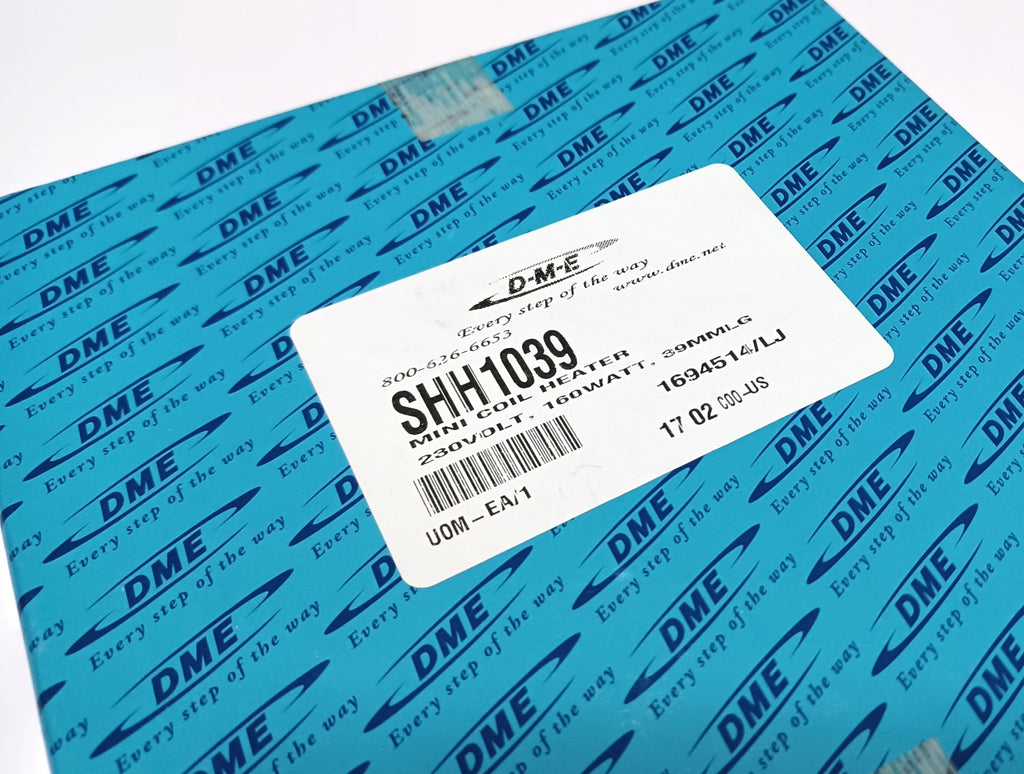 D-M-E
Every step of the way
www.dme.net
800-626-6653
SHH1039
MINI COIL HEATER
230VOLT, 160WATT, 39MMLG
1694514/LJ
17 02 COO-US
UOM-EA/1
DME
Every step of the way